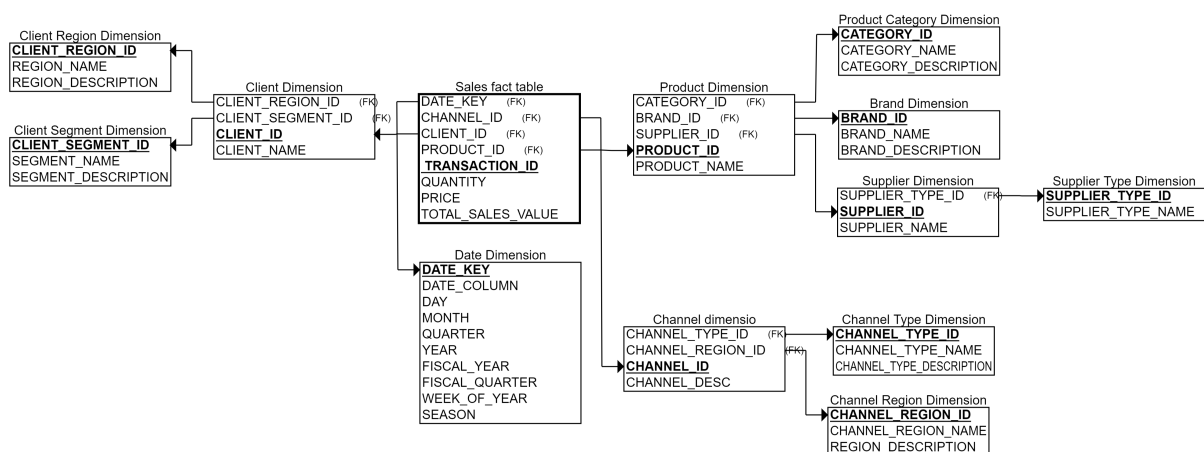 Client Region Dimension
CLIENT_REGION_ID
REGION_NAME
REGION_DESCRIPTION
Client Segment Dimension
CLIENT_SEGMENT_ID
SEGMENT_NAME
SEGMENT_DESCRIPTION
Client Dimension
CLIENT_REGION_ID (FK)
CLIENT_SEGMENT_ID (FK)
CLIENT_ID
CLIENT_NAME
Sales fact table
DATE_KEY (FK)
CHANNEL_ID (FK)
CLIENT_ID (FK)
PRODUCT_ID (FK)
TRANSACTION_ID
QUANTITY
PRICE
TOTAL_SALES_VALUE
Date Dimension
DATE_KEY
DATE_COLUMN
DAY
MONTH
QUARTER
YEAR
FISCAL_YEAR
FISCAL_QUARTER
WEEK_OF_YEAR
SEASON
Product Dimension
CATEGORY_ID (FK)
BRAND_ID (FK)
SUPPLIER_ID (FK)
PRODUCT_ID
PRODUCT_NAME
Product Category Dimension
CATEGORY_ID
CATEGORY_NAME
CATEGORY_DESCRIPTION
Brand Dimension
BRAND_ID
BRAND_NAME
BRAND_DESCRIPTION
Supplier Dimension
SUPPLIER_TYPE_ID (FK)
SUPPLIER_ID
SUPPLIER_NAME
Supplier Type Dimension
SUPPLIER_TYPE_ID
SUPPLIER_TYPE_NAME
Channel dimensio
CHANNEL_TYPE_ID (FK)
CHANNEL_REGION_ID (FK)
CHANNEL_ID
CHANNEL_DESC
Channel Type Dimension
CHANNEL_TYPE_ID
CHANNEL_TYPE_NAME
CHANNEL_TYPE_DESCRIPTION
Channel Region Dimension
CHANNEL_REGION_ID
CHANNEL_REGION_NAME
REGION_DESCRIPTION